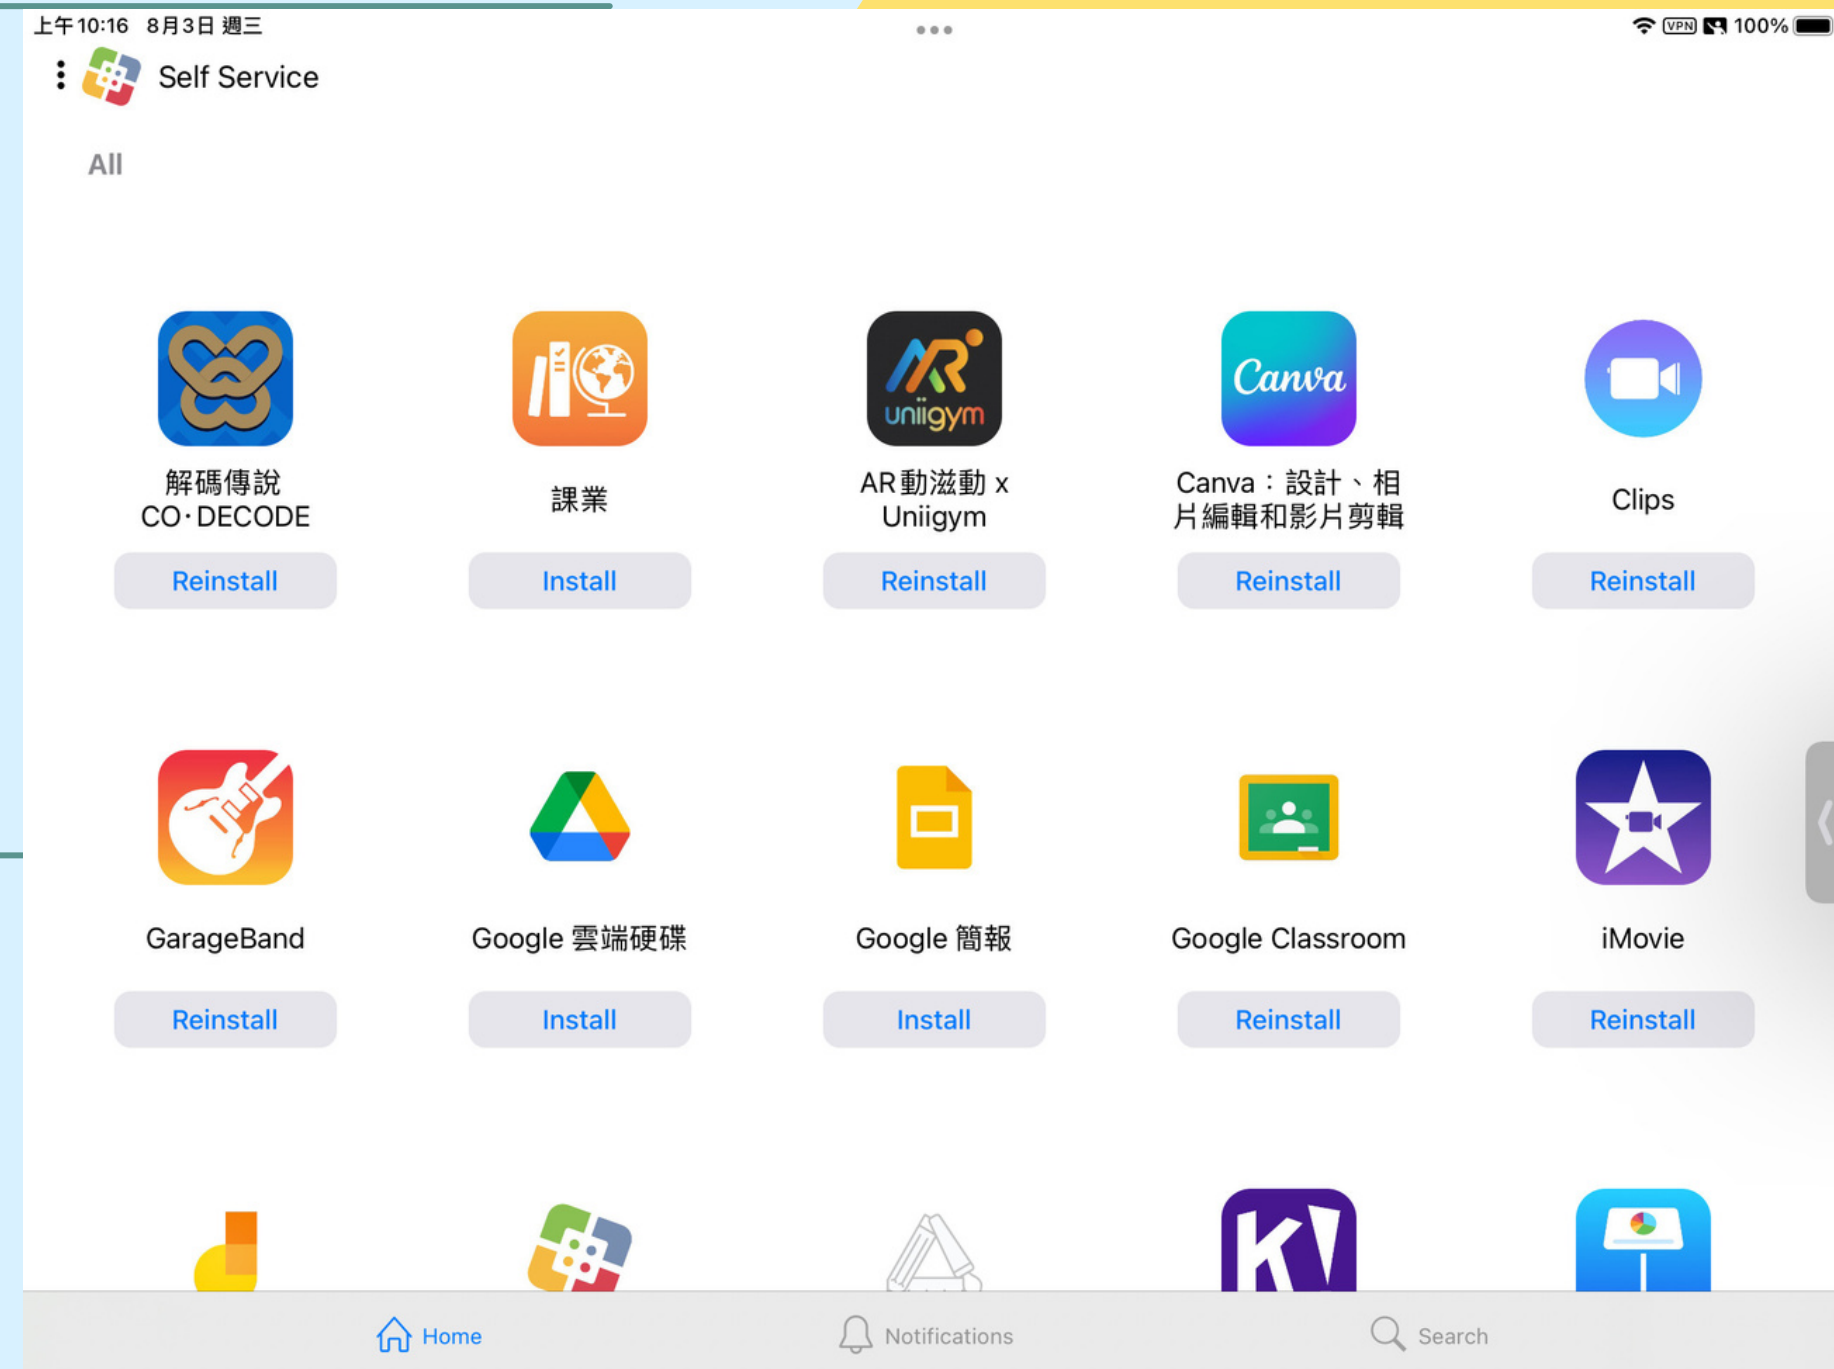 上午10:16 8月3日 週三
VPN 100%
Self Service
All
uniigym
Canva
解碼傳說
CO·DECODE
課業
AR動滋動 x
Uniigym
Canva：設計、相
片編輯和影片剪輯
Clips
Reinstall
Install
Reinstall
Reinstall
Reinstall
GarageBand
Google 雲端硬碟
Google 簡報
Google Classroom
iMovie
Reinstall
Install
Install
Reinstall
Reinstall
K!
Home
Notifications
Search